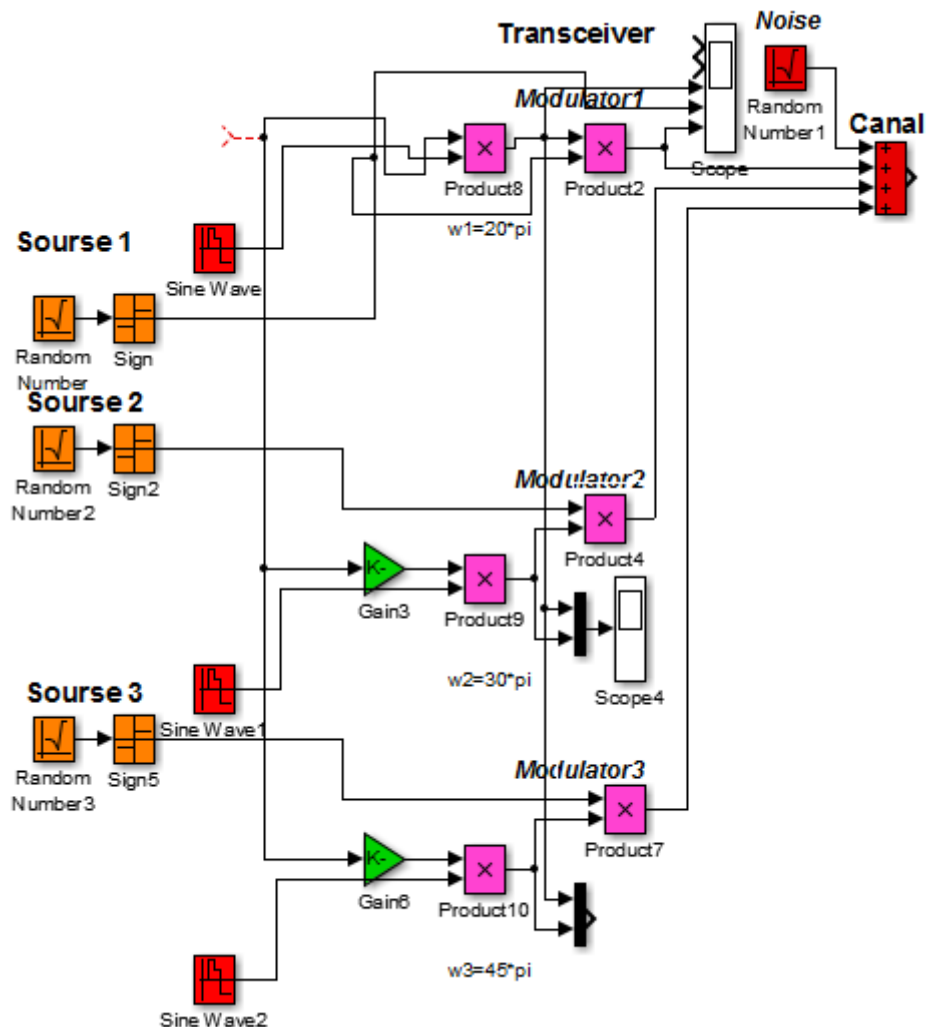 Noise
Transceiver
Modulator1
Random
Number1
Canal
×
×
Product8
Product2
Scope
+
+
+
+
w1=20*pi
Sourse 1
Sine Wave
Random
Number
Sign
Sourse 2
Random
Number2
Sign2
Modulator2
×
Product4
K-
Gain3
×
Product9
w2=30*pi
Scope4
Sourse 3
Sine Wave1
Random
Number3
Sign5
Modulator3
×
Product7
K-
Gain6
×
Product10
w3=45*pi
Sine Wave2